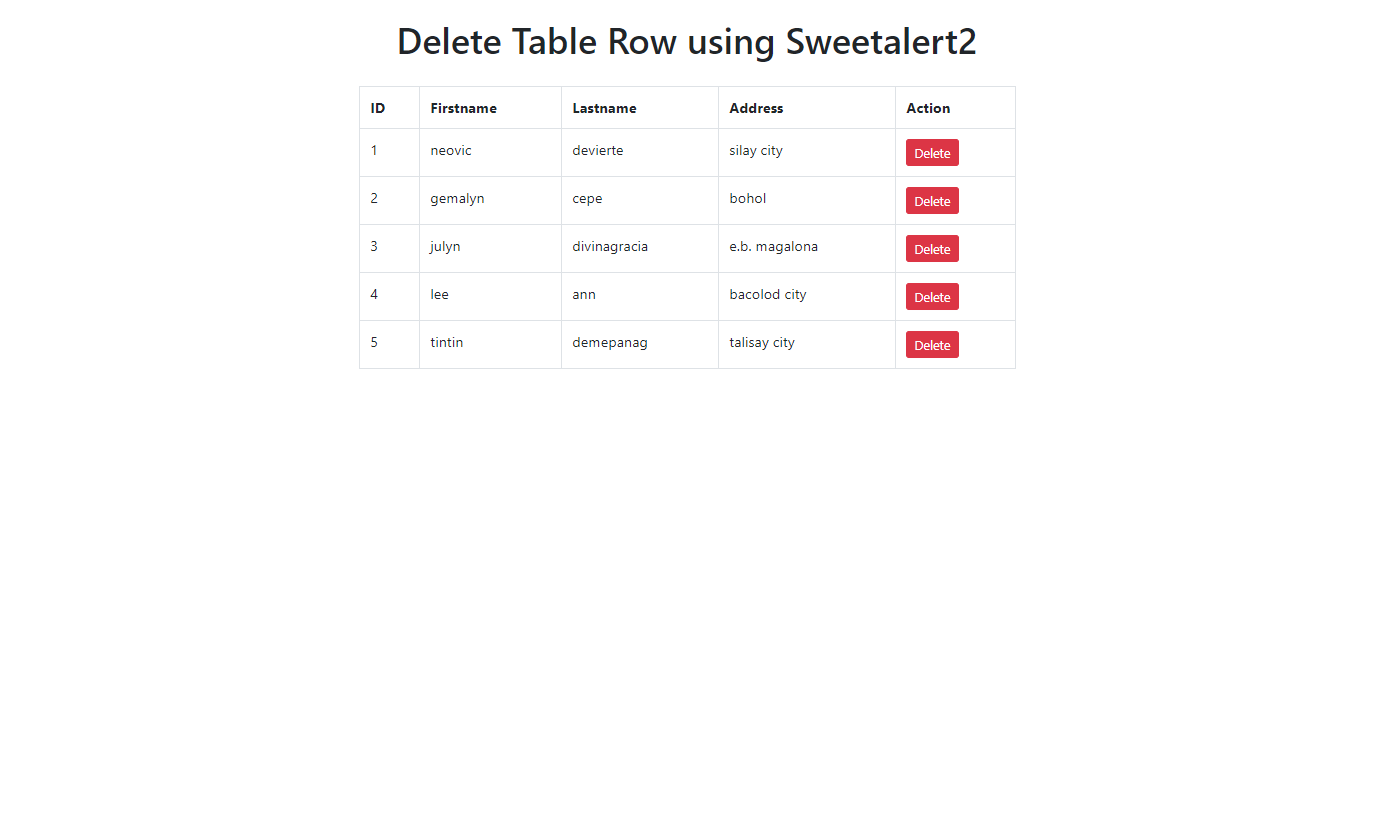 Delete Table Row using Sweetalert2
ID Firstname Lastname Address Action
1 neovic devierte silay city Delete
2 gemalyn cepe bohol Delete
3 julyn divinagracia e.b. magalona Delete
4 lee ann bacolod city Delete
5 tintin demepanag talisay city Delete